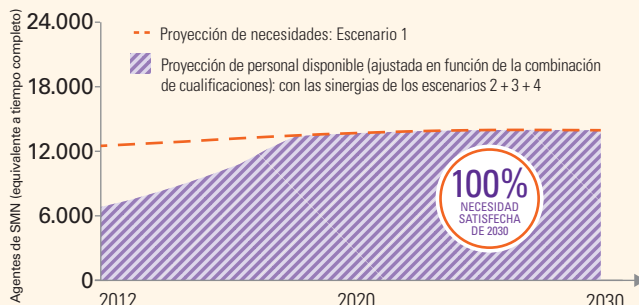 Agentes de SMN (equivalente a tiempo completo)
24.000
18.000
12.000
6.000
0
Proyección de necesidades: Escenario 1
Proyección de personal disponible (ajustada en función de la combinación
de cualificaciones): con las sinergias de los escenarios 2 + 3 + 4
100%
NECESIDAD
SATISFECHA
DE 2030
2012
2020
2030